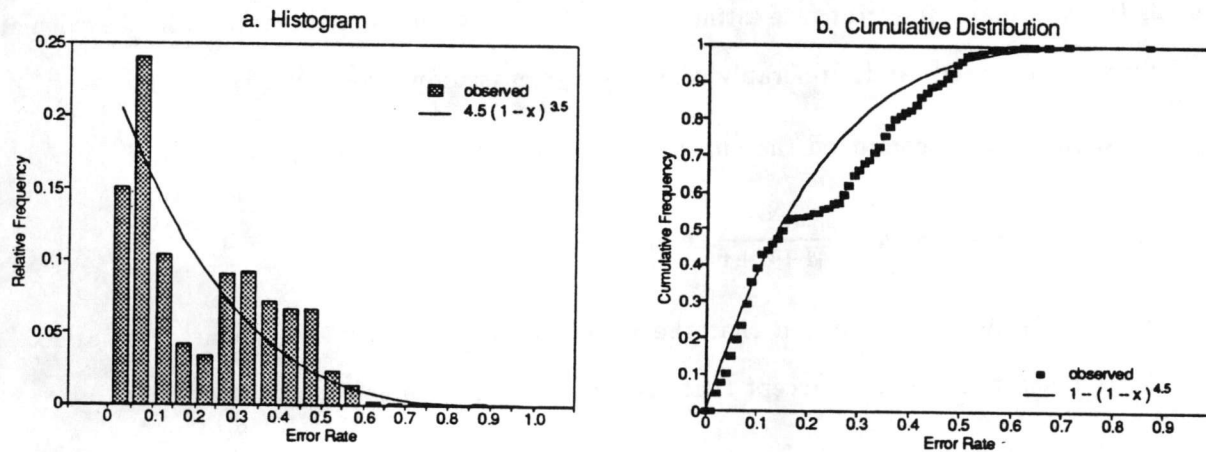 a. Histogram
0.25
0.2
0.15
0.1
0.05
0
Relative Frequency
observed
4.5 (1 – x) 3.5
0.1 0.2 0.3 0.4 0.5 0.6 0.7 0.8 0.9 1.0
Error Rate
b. Cumulative Distribution
1
0.9
0.8
0.7
0.6
0.5
0.4
0.3
0.2
0.1
0
Cumulative Frequency
observed
1 – (1 – x) 4.5
0 0.1 0.2 0.3 0.4 0.5 0.6 0.7 0.8 0.9
Error Rate